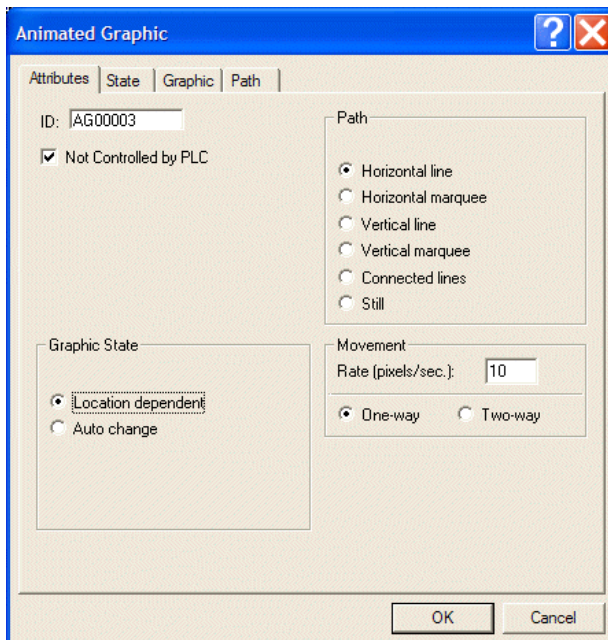 Animated Graphic
Attributes State Graphic Path
ID: AG00003
Not Controlled by PLC
Path
Horizontal line
Horizontal marquee
Vertical line
Vertical marquee
Connected lines
Still
Graphic State
Location dependent
Auto change
Movement
Rate (pixels/sec.): 10
One-way Two-way
OK Cancel